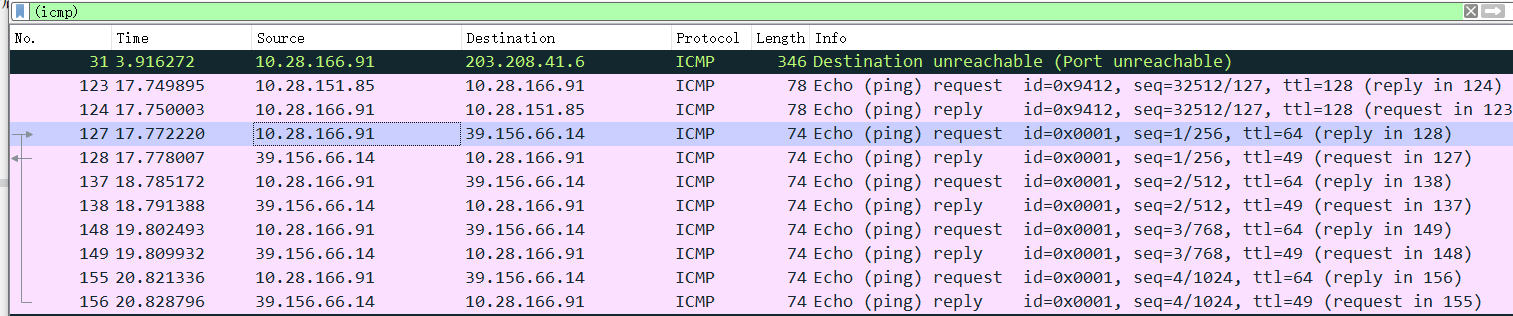 (icmp)
No. Time Source Destination Protocol Length Info
31 3.916272 10.28.166.91 203.208.41.6 ICMP 346 Destination unreachable (Port unreachable)
123 17.749895 10.28.151.85 10.28.166.91 ICMP 78 Echo (ping) request id=0x9412, seq=32512/127, ttl=128 (reply in 124)
124 17.750003 10.28.166.91 10.28.151.85 ICMP 78 Echo (ping) reply id=0x9412, seq=32512/127, ttl=128 (request in 123
127 17.772220 10.28.166.91 39.156.66.14 ICMP 74 Echo (ping) request id=0x0001, seq=1/256, ttl=64 (reply in 128)
128 17.778007 39.156.66.14 10.28.166.91 ICMP 74 Echo (ping) reply id=0x0001, seq=1/256, ttl=49 (request in 127)
137 18.785172 10.28.166.91 39.156.66.14 ICMP 74 Echo (ping) request id=0x0001, seq=2/512, ttl=64 (reply in 138)
138 18.791388 39.156.66.14 10.28.166.91 ICMP 74 Echo (ping) reply id=0x0001, seq=2/512, ttl=49 (request in 137)
148 19.802493 10.28.166.91 39.156.66.14 ICMP 74 Echo (ping) request id=0x0001, seq=3/768, ttl=64 (reply in 149)
149 19.809932 39.156.66.14 10.28.166.91 ICMP 74 Echo (ping) reply id=0x0001, seq=3/768, ttl=49 (request in 148)
155 20.821336 10.28.166.91 39.156.66.14 ICMP 74 Echo (ping) request id=0x0001, seq=4/1024, ttl=64 (reply in 156)
156 20.828796 39.156.66.14 10.28.166.91 ICMP 74 Echo (ping) reply id=0x0001, seq=4/1024, ttl=49 (request in 155)